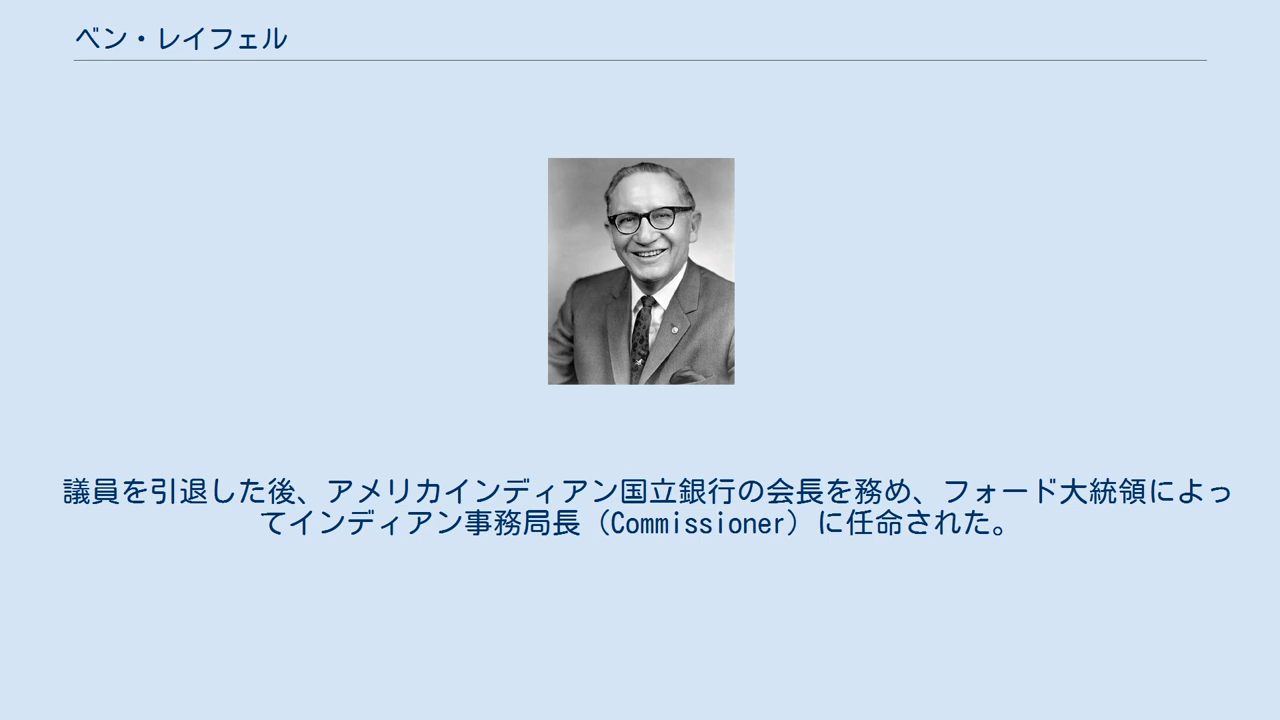 ベン・レイフェル
議員を引退した後、アメリカインディアン国立銀行の会長を務め、フォード大統領によっ
てインディアン事務局長（Commissioner）に任命された。